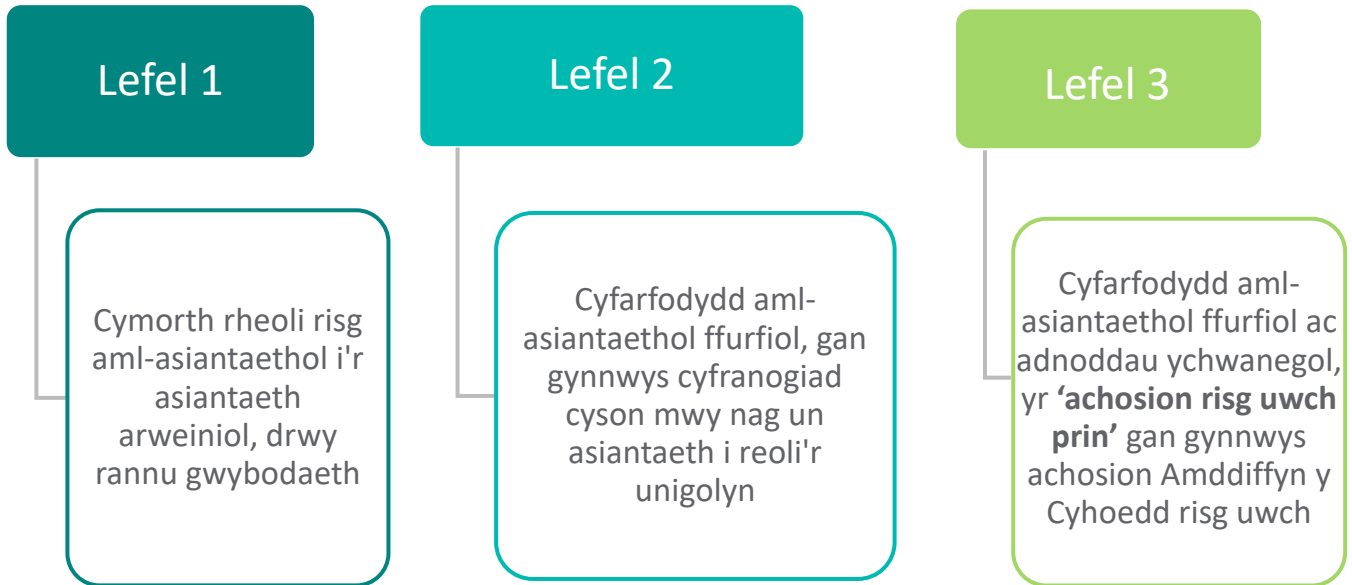 Lefel 1
Cymorth rheoli risg
aml-asiantaethol i'r
asiantaeth
arweiniol, drwy
rannu gwybodaeth
Lefel 2
Cyfarfodydd aml-
asiantaethol ffurfiol, gan
gynnwys cyfranogiad
cyson mwy nag un
asiantaeth i reoli'r
unigolyn
Lefel 3
Cyfarfodydd aml-
asiantaethol ffurfiol ac
adnoddau ychwanegol,
yr ‘achosion risg uwch
prin’ gan gynnwys
achosion Amddiffyn y
Cyhoedd risg uwch